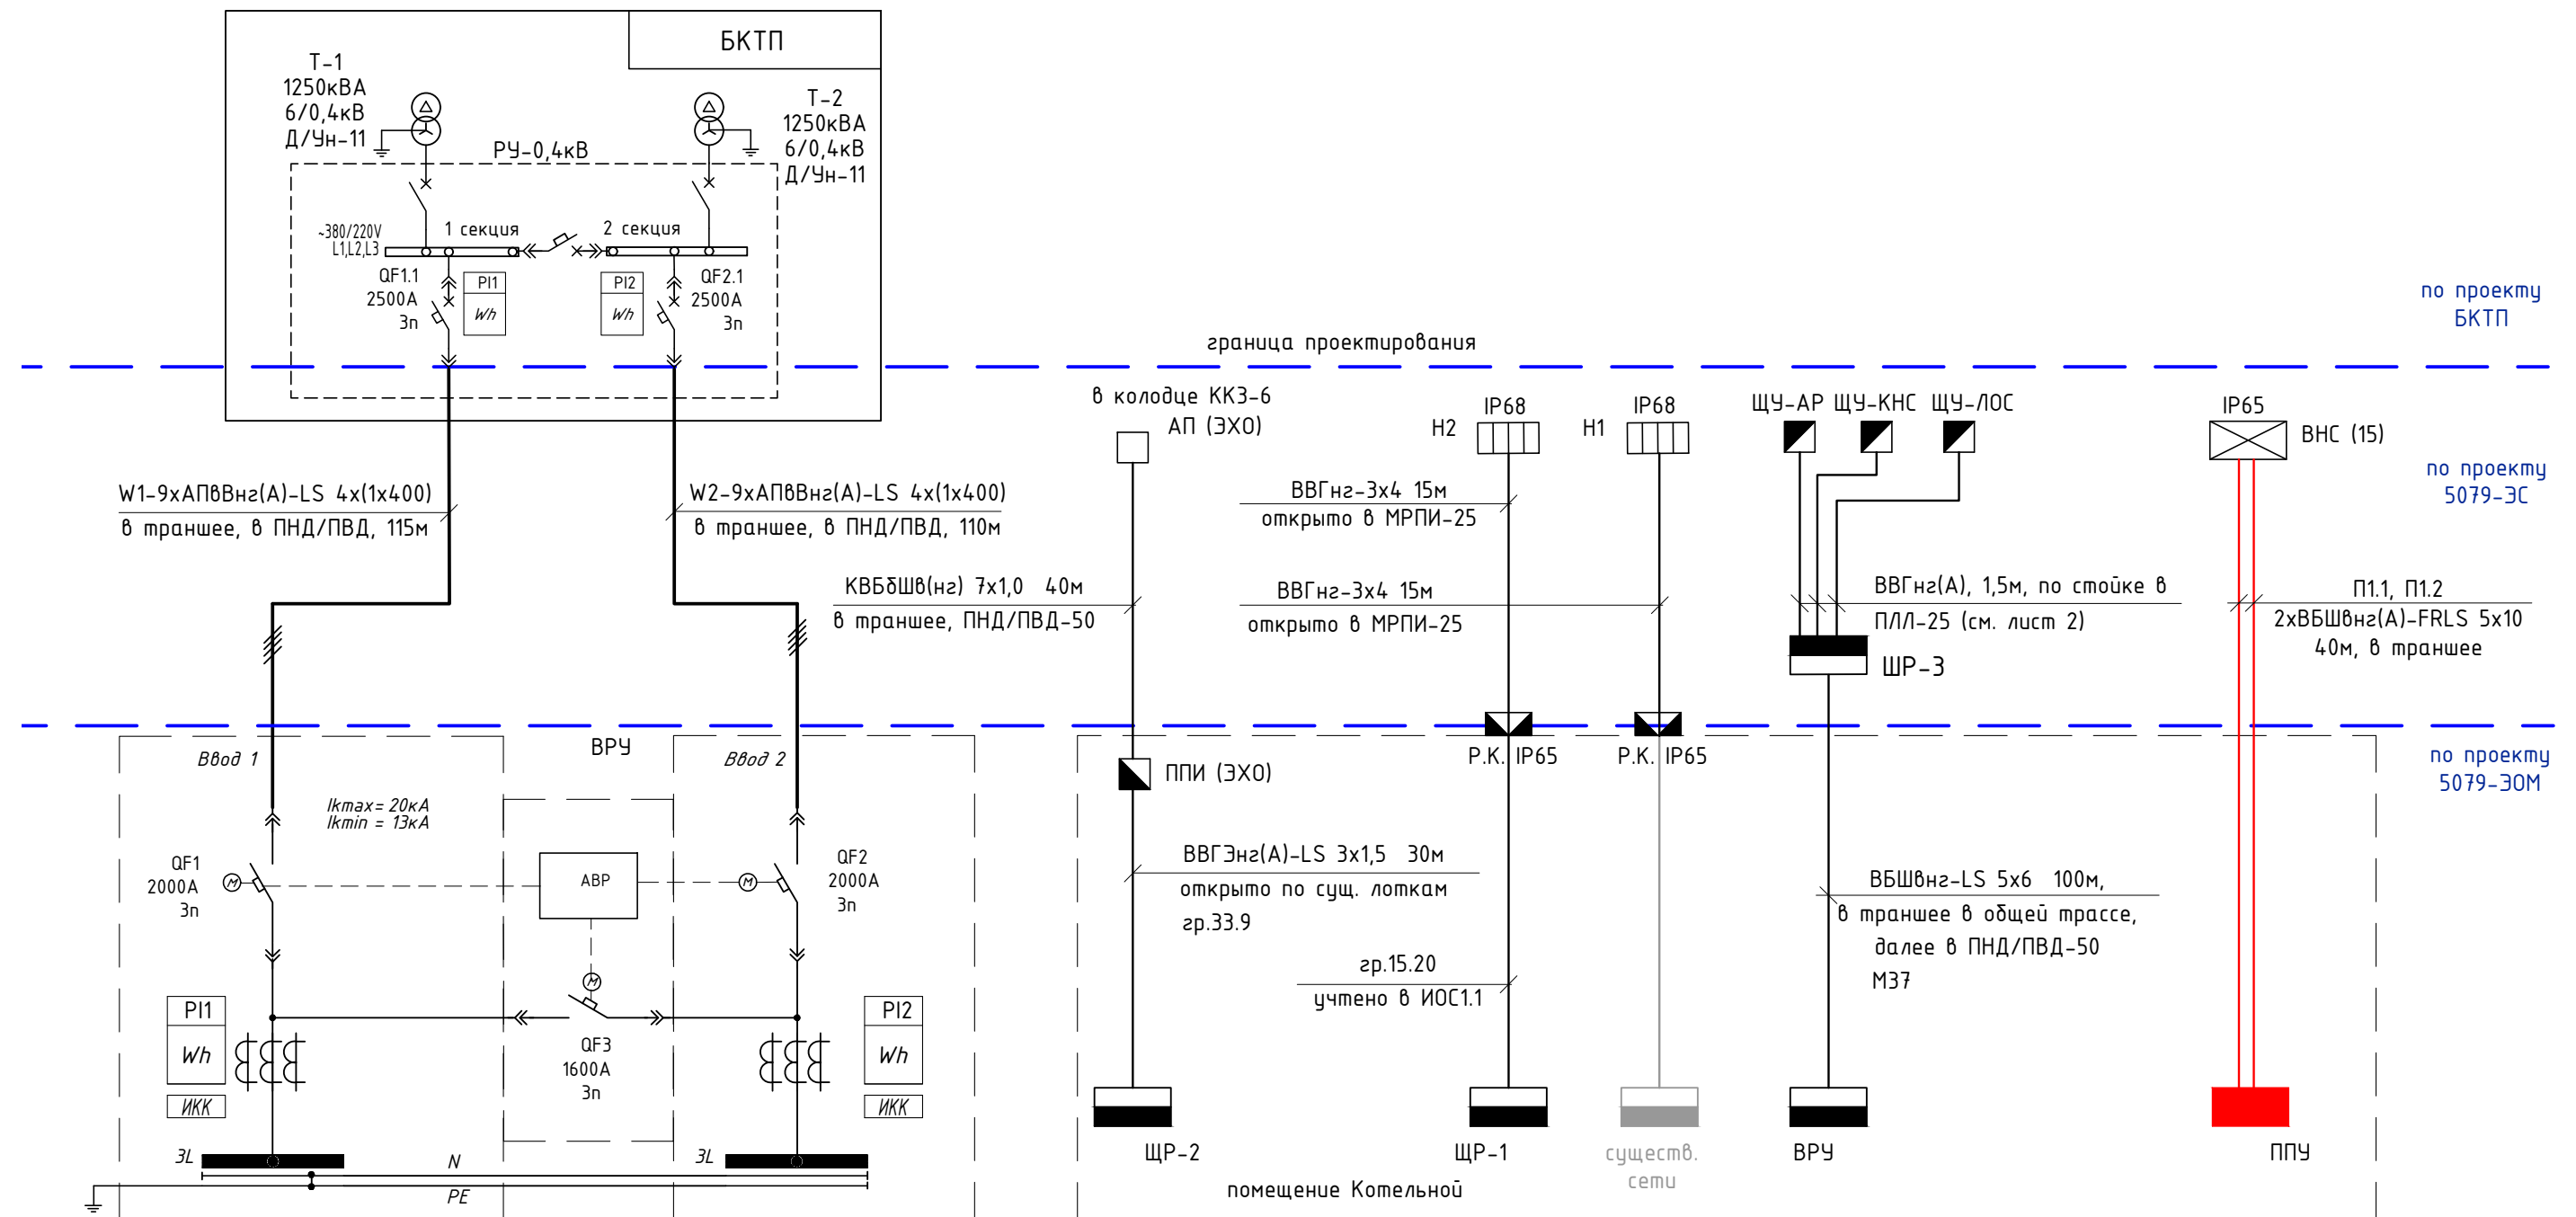 БКТП
Т-1
1250кВА
6/0,4кВ
Д/Ун-11
Т-2
1250кВА
6/0,4кВ
Д/Ун-11
РУ-0,4кВ
~380/220V
L1,L2,L3
1 секция
2 секция
QF1.1
2500А
3п
PI1
Wh
PI2
Wh
QF2.1
2500А
3п
по проекту
БКТП
граница проектирования
в колодце КК3-6
АП (ЭХО)
Н2
IP68
Н1
IP68
ЩУ-АР
ЩУ-КНС
ЩУ-ЛОС
IP65
ВНС (15)
по проекту
5079-ЭС
W1-9хАПвВнг(А)-LS 4х(1х400)
в траншее, в ПНД/ПВД, 115м
W2-9хАПвВнг(А)-LS 4х(1х400)
в траншее, в ПНД/ПВД, 110м
КВБбШв(нг) 7х1,0 40м
в траншее, ПНД/ПВД-50
ВВГнг-3х4 15м
открыто в МРПИ-25
ВВГнг-3х4 15м
открыто в МРПИ-25
ВВГнг(А), 1,5м, по стойке в
ПЛЛ-25 (см. лист 2)
ШР-3
П1.1, П1.2
2хВБШвнг(А)-FRLS 5х10
40м, в траншее
ВРУ
Ввод 1
Ввод 2
Ikmax= 20кА
Ikmin = 13кА
QF1
2000А
3п
АВР
М
М
М
QF2
2000А
3п
QF3
1600А
3п
PI1
Wh
ИКК
PI2
Wh
ИКК
3L
3L
N
PE
ППИ (ЭХО)
Р.К. IP65
Р.К. IP65
по проекту
5079-ЭОМ
ВВГЭнг(А)-LS 3х1,5 30м
открыто по сущ. лоткам
гр.33.9
гр.15.20
учтено в ИОС1.1
ВБШвнг-LS 5х6 100м,
в траншее в общей трассе,
далее в ПНД/ПВД-50
М37
ЩР-2
ЩР-1
существ.
сети
ВРУ
ППУ
помещение Котельной